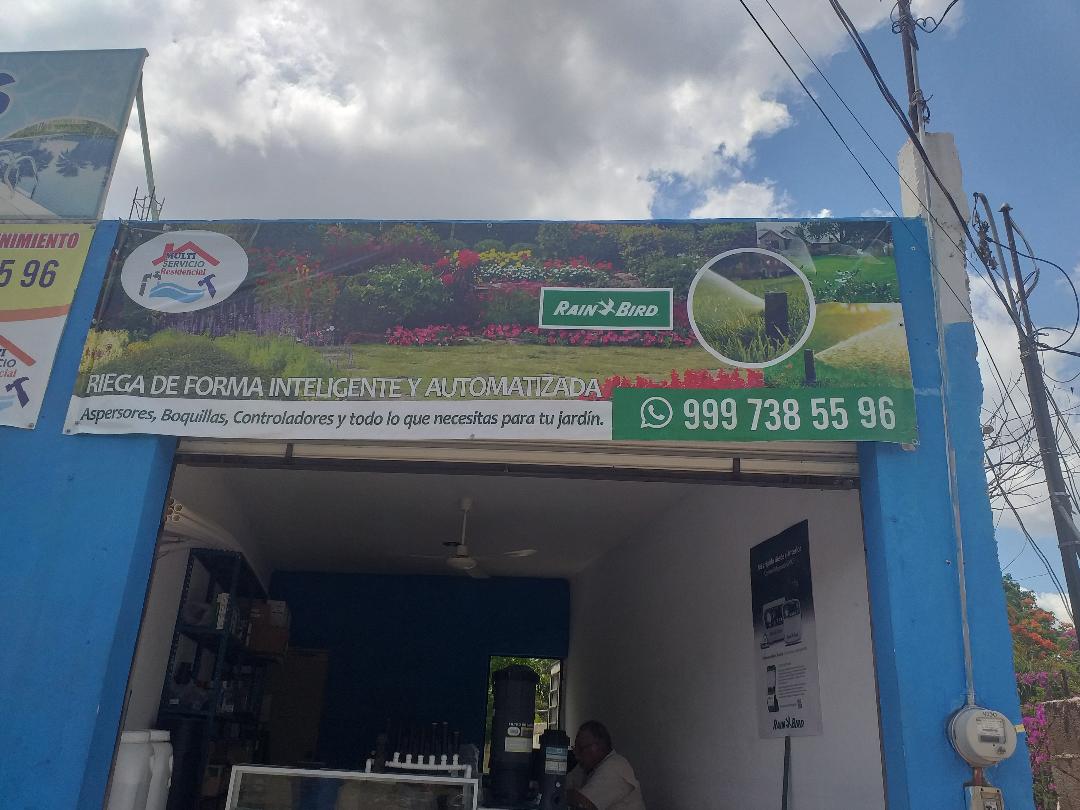 S
NIMIENTO
5 96
CIO
MULTI
SERVICIO
Residencial
RAIN BIRD
RIEGA DE FORMA INTELIGENTE Y AUTOMATIZADA
Aspersores, Boquillas, Controladores y todo lo que necesitas para tu jardín.
999 738 55 96
RAIN BIRD